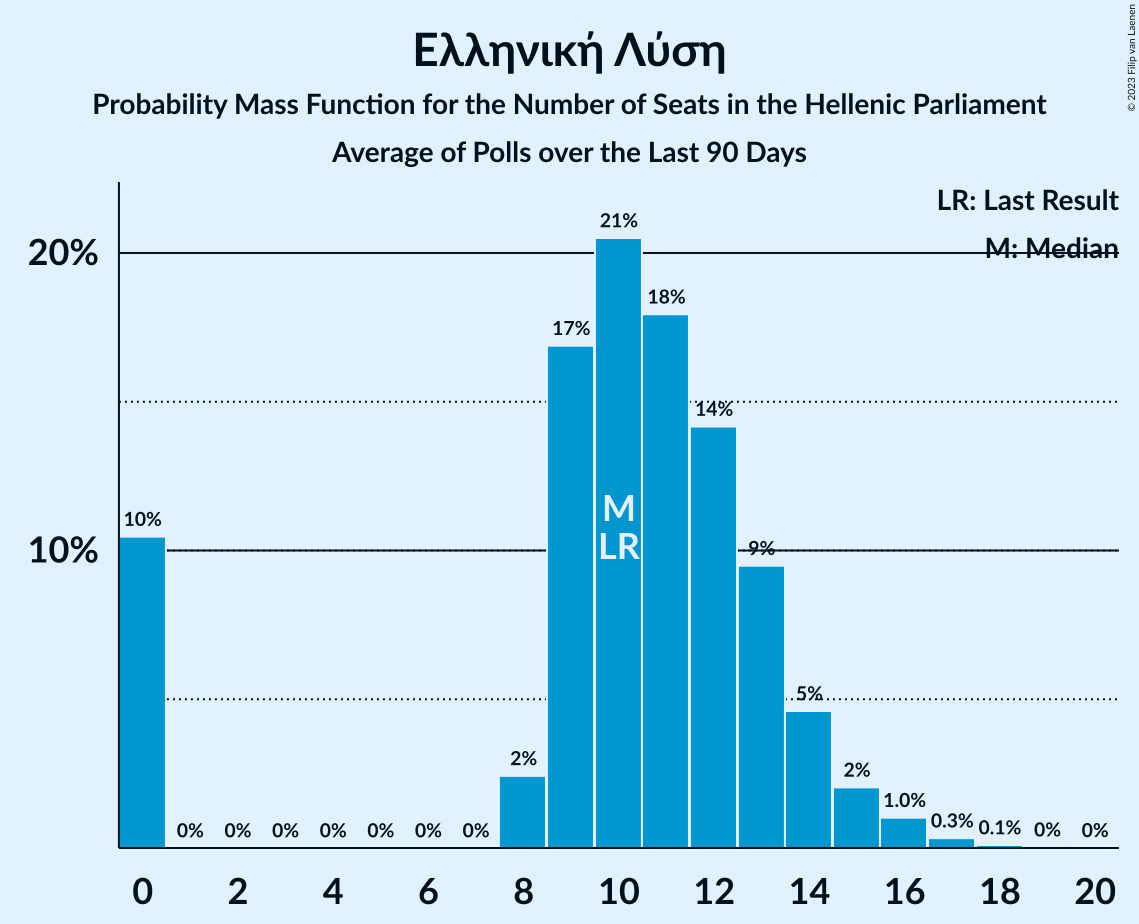 © 2023 Filip van Laenen
Ελληνική Λύση
Probability Mass Function for the Number of Seats in the Hellenic Parliament
Average of Polls over the Last 90 Days
LR: Last Result
M: Median
20%
10%
10%
0%
0%
0%
0%
0%
0%
0%
2%
17%
21%
18%
14%
9%
5%
2%
1.0%
0.3%
0.1%
0%
0%
M
LR
0 2 4 6 8 10 12 14 16 18 20